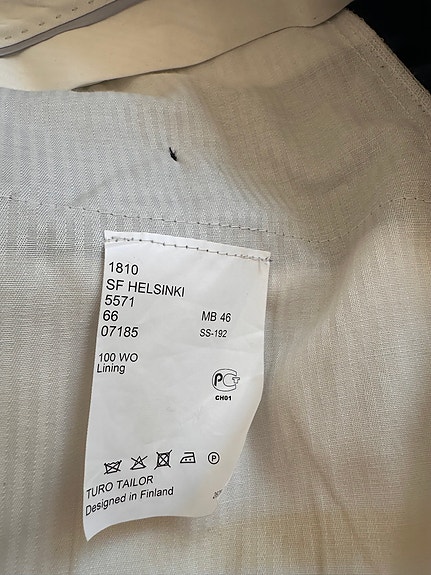 1810
SF HELSINKI
5571
66 MB 46
07185 SS-192
100 WO
Lining
PCT
CH01
P
TURO TAILOR
Designed in Finland